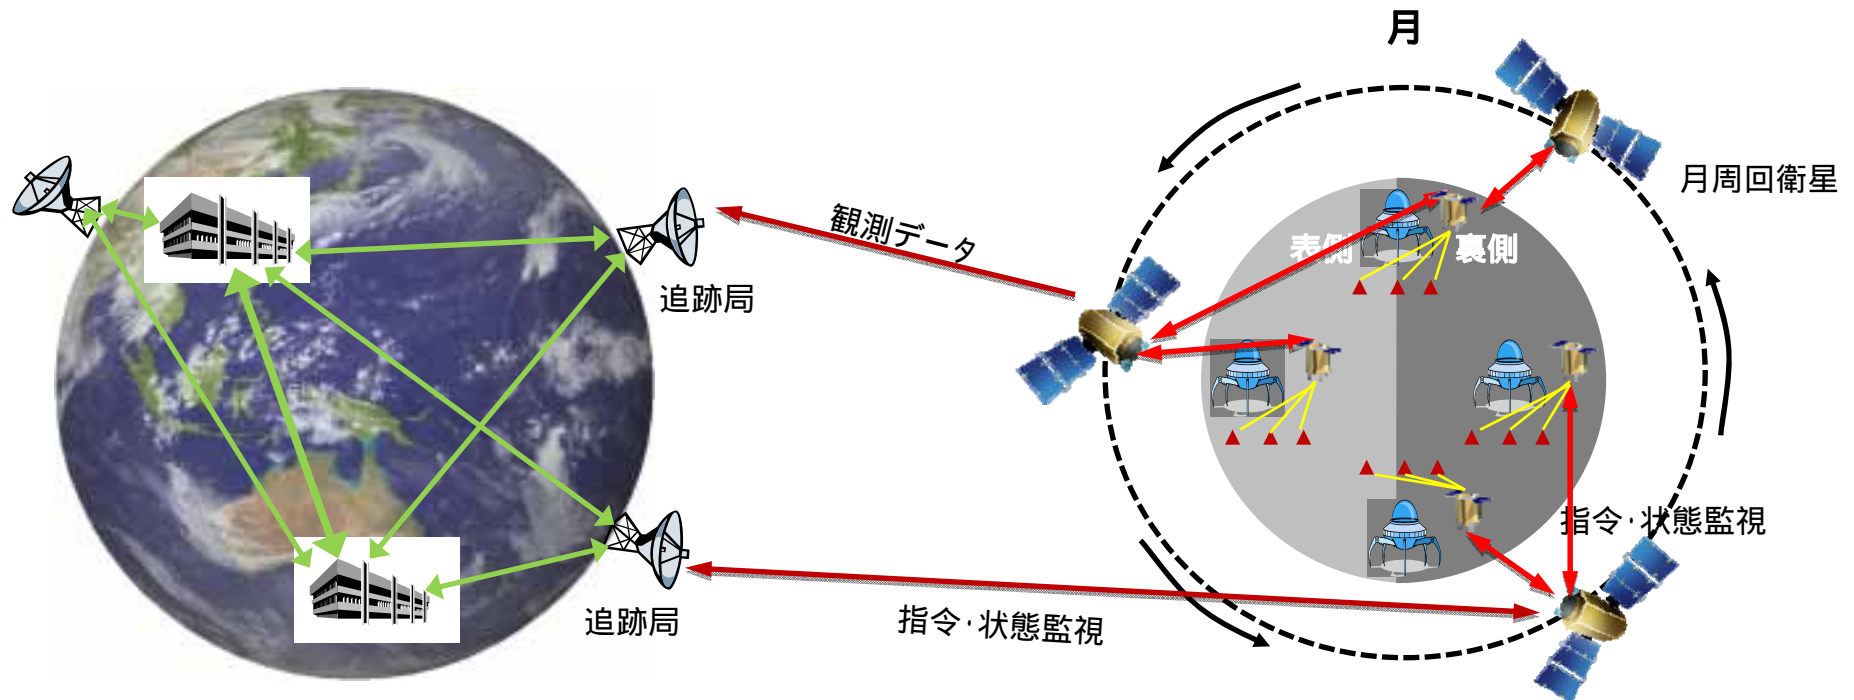 月
月周回衛星
観測データ
表側
裏側
追跡局
指令・状態監視
追跡局
指令・状態監視